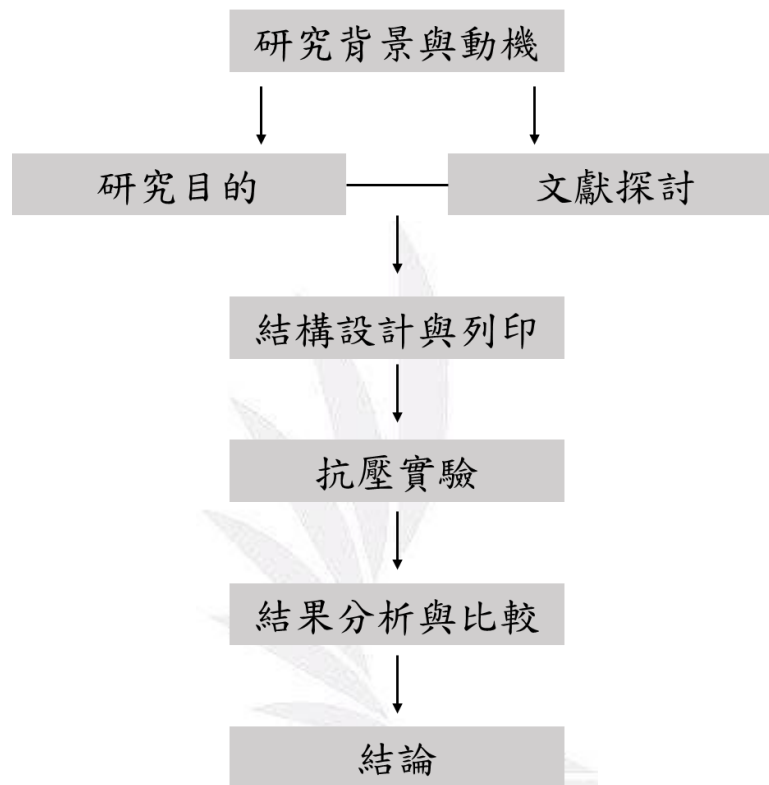 研究背景與動機
研究目的
文獻探討
結構設計與列印
抗壓實驗
結果分析與比較
結論